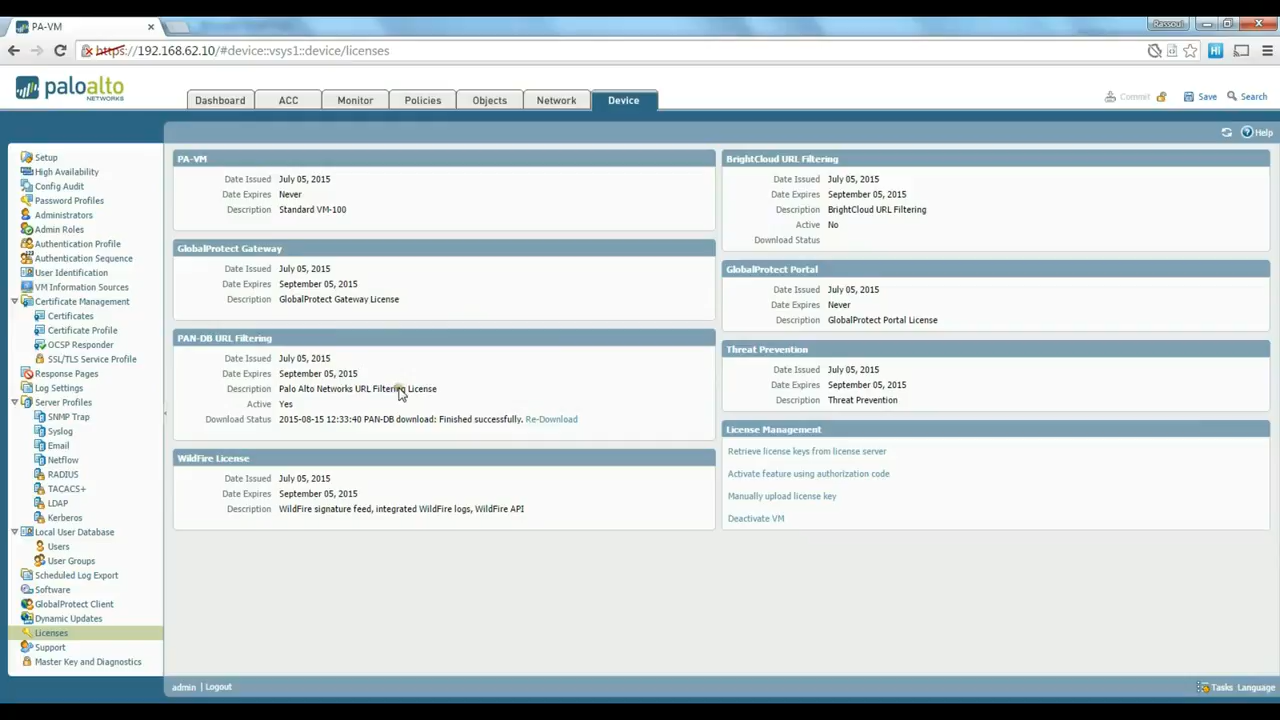 PA-VM
Rassoul
https://192.168.62.10/#device::vsys1::device/licenses
Hi
paloalto
NETWORKS
Dashboard
ACC
Monitor
Policies
Objects
Network
Device
Commit
Save
Search
Help
Setup
High Availability
Config Audit
Password Profiles
Administrators
Admin Roles
Authentication Profile
Authentication Sequence
User Identification
VM Information Sources
Certificate Management
Certificates
Certificate Profile
OCSP Responder
SSL/TLS Service Profile
Response Pages
Log Settings
Server Profiles
SNMP Trap
Syslog
Email
Netflow
RADIUS
TACACS+
LDAP
Kerberos
Local User Database
Users
User Groups
Scheduled Log Export
Software
GlobalProtect Client
Dynamic Updates
Licenses
Support
Master Key and Diagnostics
PA-VM
Date Issued July 05, 2015
Date Expires Never
Description Standard VM-100
GlobalProtect Gateway
Date Issued July 05, 2015
Date Expires September 05, 2015
Description GlobalProtect Gateway License
PAN-DB URL Filtering
Date Issued July 05, 2015
Date Expires September 05, 2015
Description Palo Alto Networks URL Filtering License
Active Yes
Download Status 2015-08-15 12:33:40 PAN-DB download: Finished successfully. Re-Download
WildFire License
Date Issued July 05, 2015
Date Expires September 05, 2015
Description WildFire signature feed, integrated WildFire logs, WildFire API
BrightCloud URL Filtering
Date Issued July 05, 2015
Date Expires September 05, 2015
Description BrightCloud URL Filtering
Active No
Download Status
GlobalProtect Portal
Date Issued July 05, 2015
Date Expires Never
Description GlobalProtect Portal License
Threat Prevention
Date Issued July 05, 2015
Date Expires September 05, 2015
Description Threat Prevention
License Management
Retrieve license keys from license server
Activate feature using authorization code
Manually upload license key
Deactivate VM
admin | Logout
Tasks Language